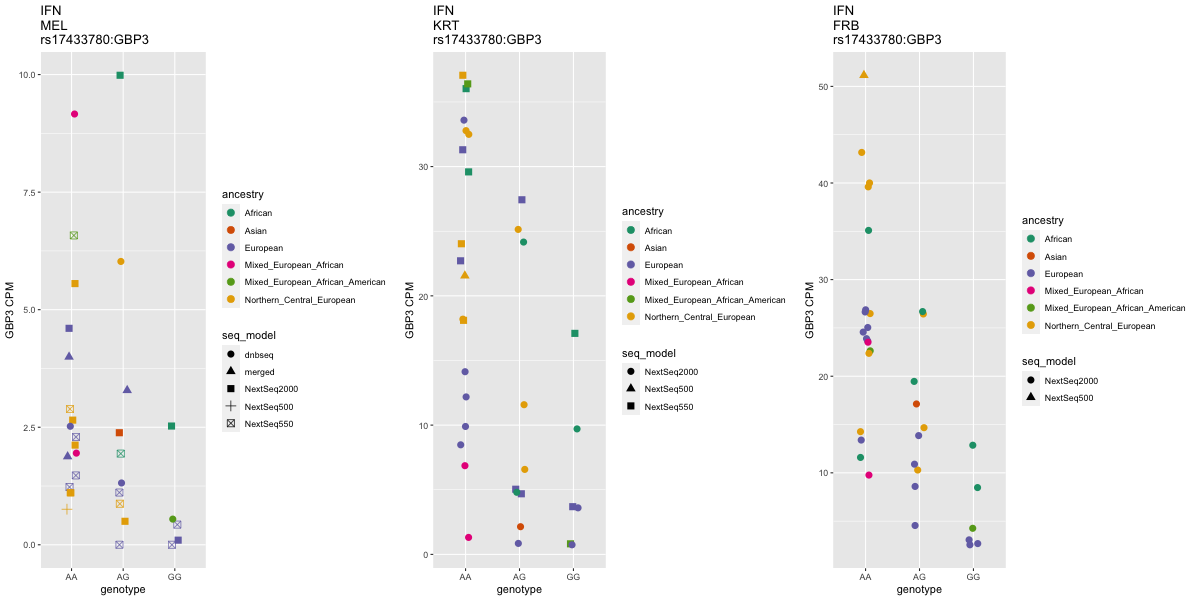 IFN
MEL
rs17433780:GBP3
GBP3 CPM
10.0
7.5
5.0
2.5
0.0
AA
AG
GG
genotype
ancestry
African
Asian
European
Mixed_European_African
Mixed_European_African_American
Northern_Central_European
seq_model
dnbseq
merged
NextSeq2000
NextSeq500
NextSeq550
IFN
KRT
rs17433780:GBP3
GBP3 CPM
30
20
10
0
AA
AG
GG
genotype
ancestry
African
Asian
European
Mixed_European_African
Mixed_European_African_American
Northern_Central_European
seq_model
NextSeq2000
NextSeq500
NextSeq550
IFN
FRB
rs17433780:GBP3
GBP3 CPM
50
40
30
20
10
AA
AG
GG
genotype
ancestry
African
Asian
European
Mixed_European_African
Mixed_European_African_American
Northern_Central_European
seq_model
NextSeq2000
NextSeq500